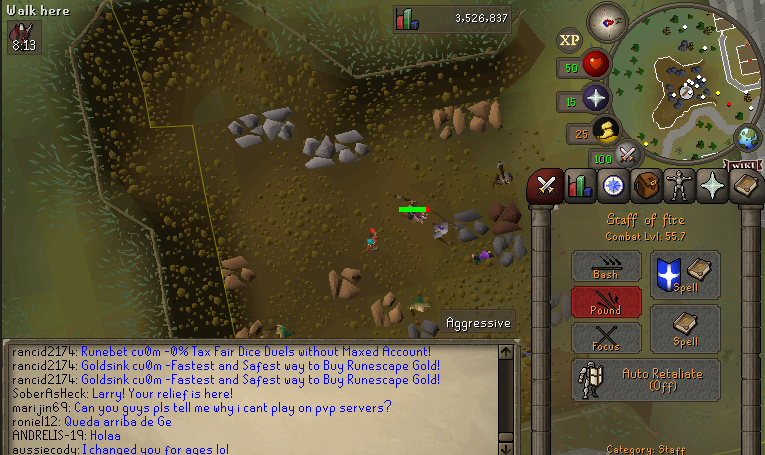 Walk here
8:13
3,526,837
XP
50
15
25
100
WIKI
Staff of fire
Combat Lvl: 55.7
Bash
Spell
Pound
Spell
Focus
Auto Retaliate
(Off)
Category: Staff
Aggressive
rancid2174: Runebet cu0m -0% Tax Fair Dice Duels without Maxed Account!
rancid2174: Goldsink cu0m -Fastest and Safest way to Buy Runescape Gold!
rancid2174: Goldsink cu0m -Fastest and Safest way to Buy Runescape Gold!
SoberAsHeck: Larry! Your relief is here!
marijin69: Can you guys pls tell me why i cant play on pvp servers?
roniel12: Queda arriba de Ge
ANDRELIS-19: Holaa
aussiecody: I changed you for ages lol